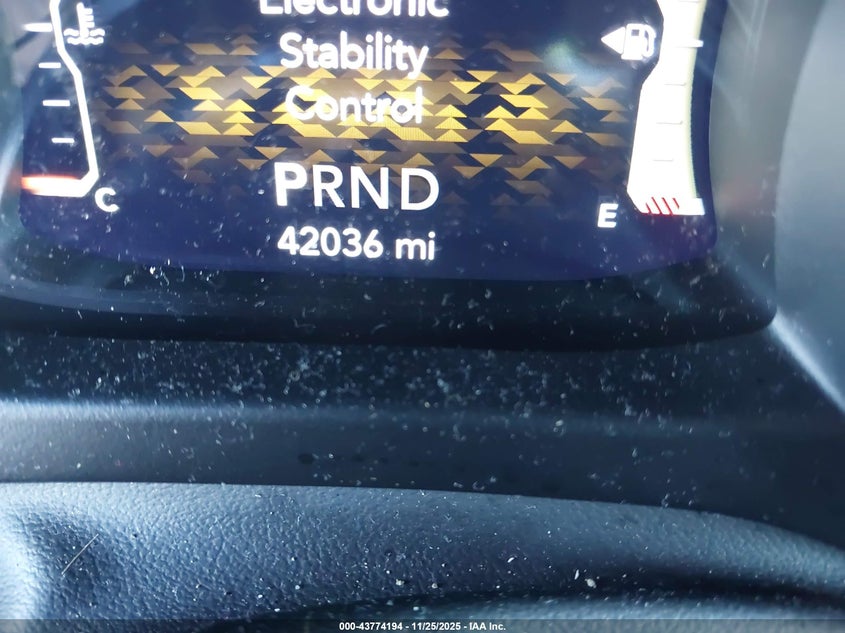 Electronic
Stability
Control
PRND
42036 mi
C
E
000-43774194 - 11/25/2025 - IAA Inc.